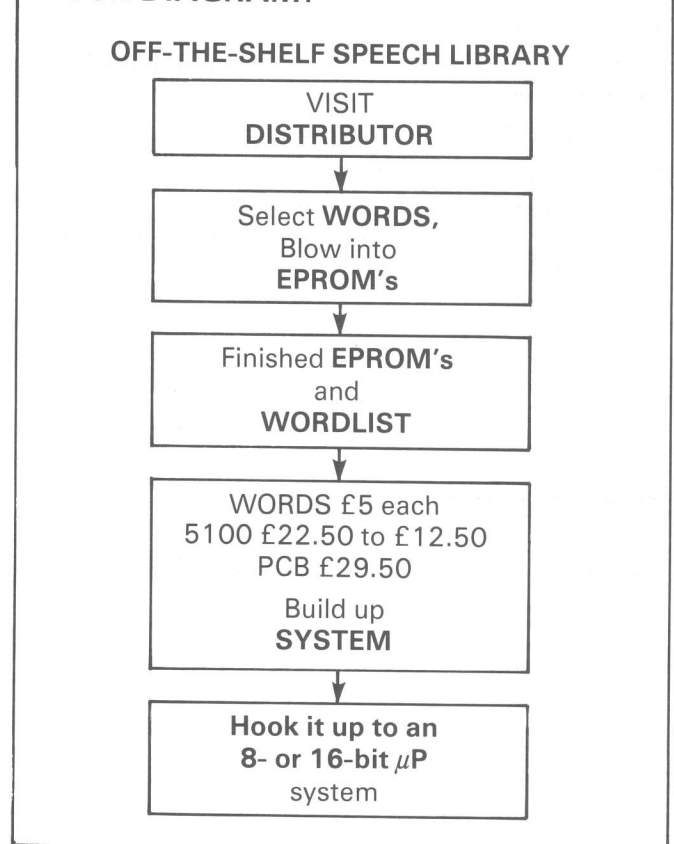 DIAGRAM:
OFF-THE-SHELF SPEECH LIBRARY
VISIT
DISTRIBUTOR
Select WORDS,
Blow into
EPROM's
Finished EPROM's
and
WORDLIST
WORDS £5 each
5100 £22.50 to £12.50
PCB £29.50
Build up
SYSTEM
Hook it up to an
8- or 16-bit μP
system